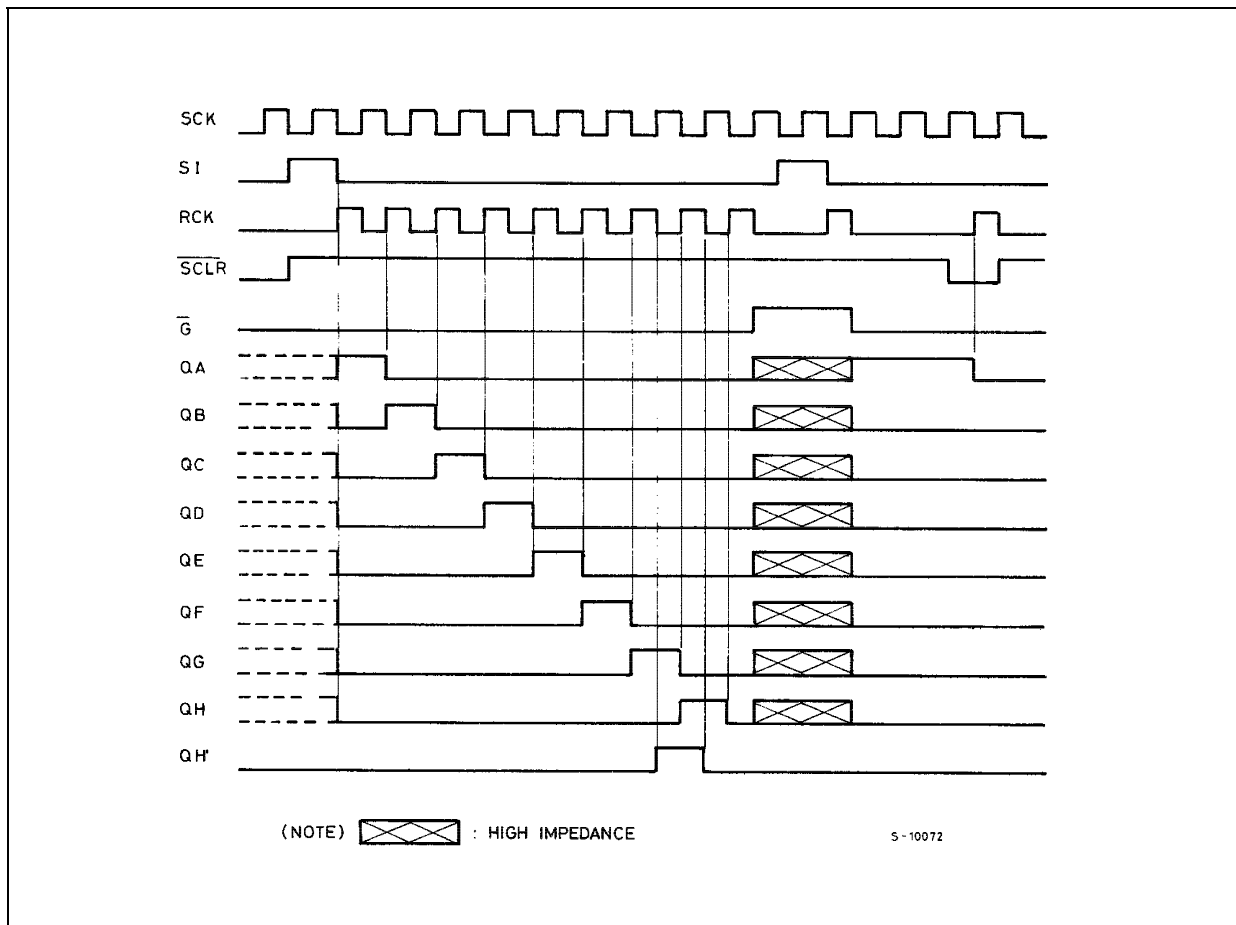 SCK
SI
RCK
SCLR
G
QA
QB
QC
QD
QE
QF
QG
QH
QH'
(NOTE) : HIGH IMPEDANCE
S-10072